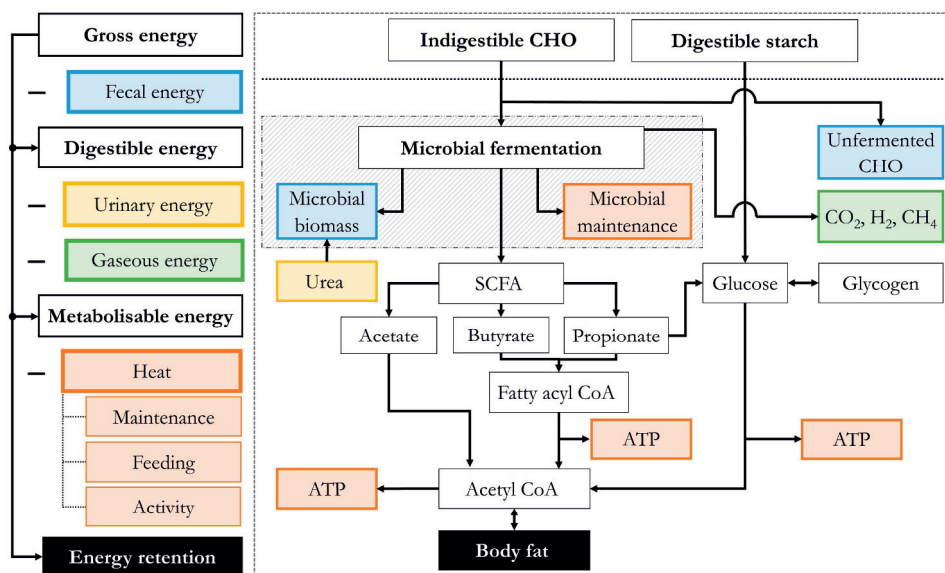 Gross energy
Fecal energy
Digestible energy
Urinary energy
Gaseous energy
Metabolisable energy
Heat
Maintenance
Feeding
Activity
Energy retention
Indigestible CHO
Digestible starch
Microbial fermentation
Unfermented
CHO
Microbial
biomass
Microbial
maintenance
CO₂, H₂, CH₄
Urea
SCFA
Glucose
Glycogen
Acetate
Butyrate
Propionate
Fatty acyl CoA
ATP
ATP
ATP
Acetyl CoA
Body fat